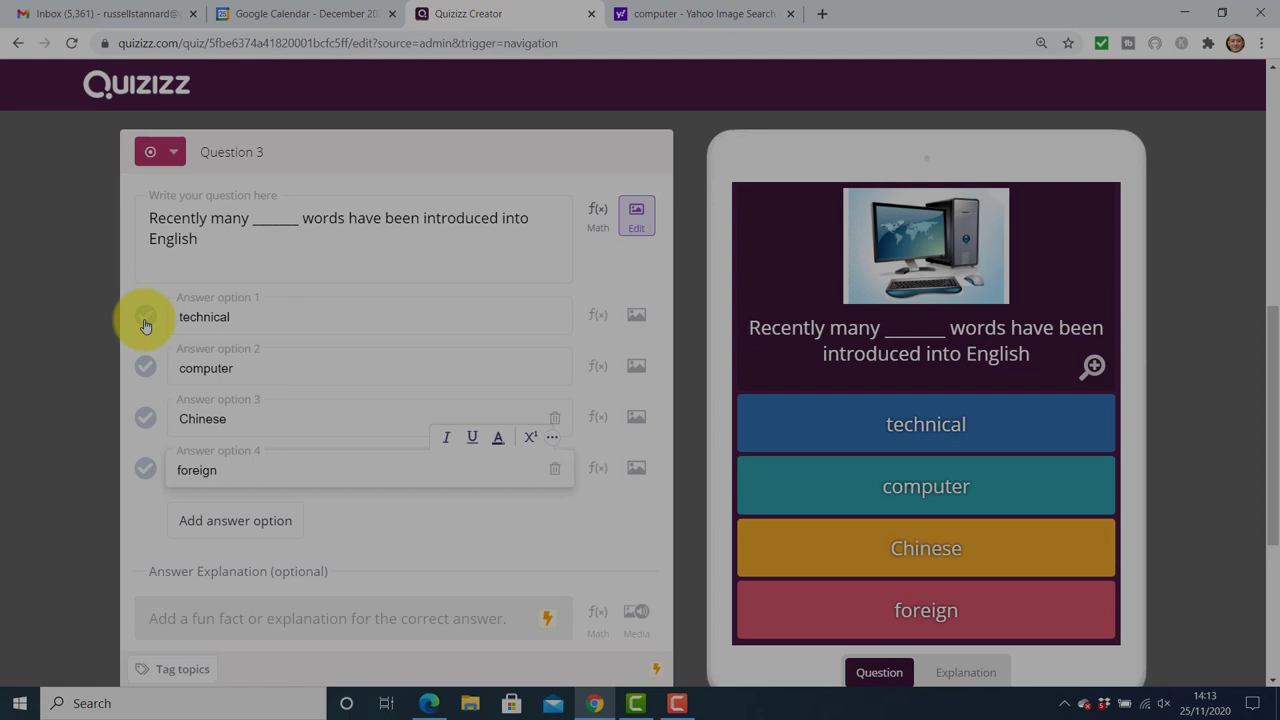 Inbox (5,361) - russellstannard@
Google Calendar - December 20
Quizizz Creator
computer - Yahoo Image Search
quizizz.com/quiz/5fbe6374a41820001bcfc5ff/edit?source=admin&trigger=navigation
QUIZIZZ
Question 3
Write your question here
Recently many ______ words have been introduced into
English
f(x)
Math
Edit
Answer option 1
technical
f(x)
Answer option 2
computer
f(x)
Answer option 3
Chinese
f(x)
I U A X¹ ...
Answer option 4
foreign
f(x)
Add answer option
Answer Explanation (optional)
Add a fun fact or explanation for the correct answer.
f(x)
Math
Media
Tag topics
Recently many ______ words have been
introduced into English
technical
computer
Chinese
foreign
Question
Explanation
Search
14:13
25/11/2020